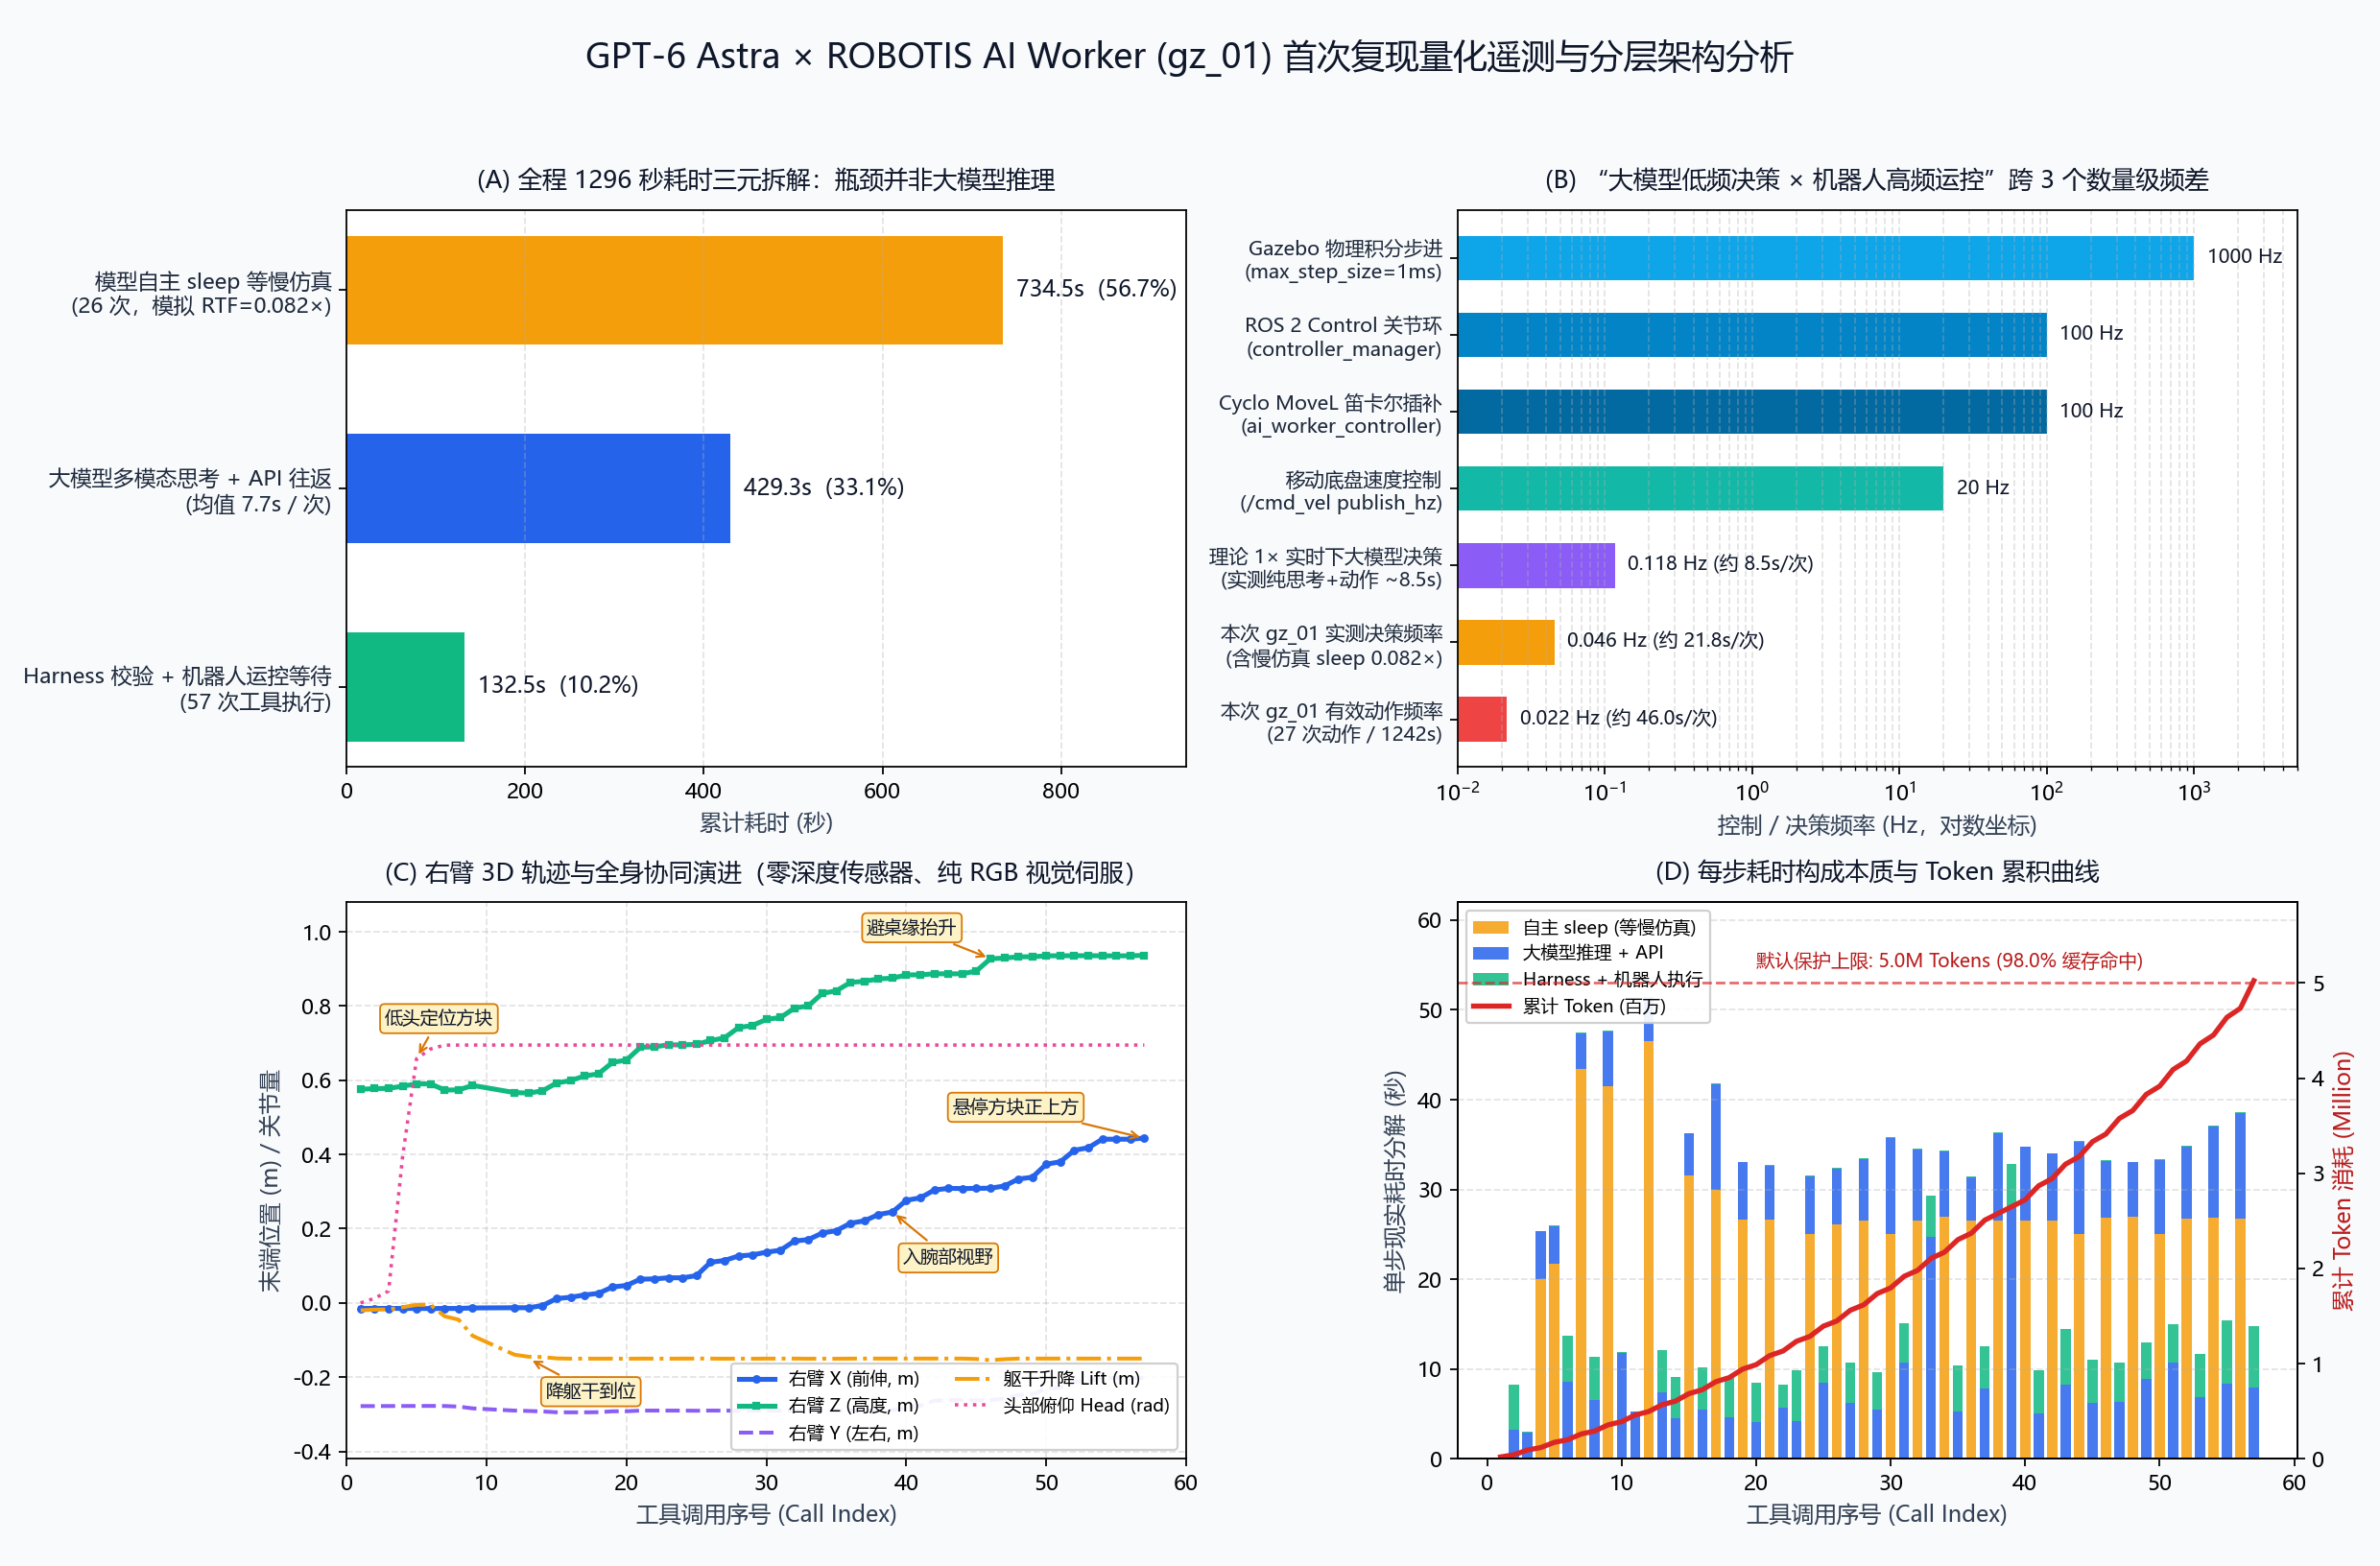 GPT-6 Astra × ROBOTIS AI Worker (gz_01) 首次复现量化遥测与分层架构分析
(A) 全程 1296 秒耗时三元拆解：瓶颈并非大模型推理
模型自主 sleep 等慢仿真
(26 次，模拟 RTF=0.082×)
734.5s (56.7%)
大模型多模态思考 + API 往返
(均值 7.7s / 次)
429.3s (33.1%)
Harness 校验 + 机器人运控等待
(57 次工具执行)
132.5s (10.2%)
0
200
400
600
800
累计耗时 (秒)
(B) “大模型低频决策 × 机器人高频运控”跨 3 个数量级频差
Gazebo 物理积分步进
(max_step_size=1ms)
1000 Hz
ROS 2 Control 关节环
(controller_manager)
100 Hz
Cyclo MoveL 笛卡尔插补
(ai_worker_controller)
100 Hz
移动底盘速度控制
(/cmd_vel publish_hz)
20 Hz
理论 1× 实时下大模型决策
(实测纯思考+动作 ~8.5s)
0.118 Hz (约 8.5s/次)
本次 gz_01 实测决策频率
(含慢仿真 sleep 0.082×)
0.046 Hz (约 21.8s/次)
本次 gz_01 有效动作频率
(27 次动作 / 1242s)
0.022 Hz (约 46.0s/次)
10⁻²
10⁻¹
10⁰
10¹
10²
10³
控制 / 决策频率 (Hz，对数坐标)
(C) 右臂 3D 轨迹与全身协同演进（零深度传感器、纯 RGB 视觉伺服）
末端位置 (m) / 关节量
1.0
0.8
0.6
0.4
0.2
0.0
-0.2
-0.4
避桌缘抬升
低头定位方块
悬停方块正上方
入腕部视野
降躯干到位
右臂 X (前伸, m)
右臂 Z (高度, m)
右臂 Y (左右, m)
躯干升降 Lift (m)
头部俯仰 Head (rad)
0
10
20
30
40
50
60
工具调用序号 (Call Index)
(D) 每步耗时构成本质与 Token 累积曲线
单步现实耗时分解 (秒)
60
50
40
30
20
10
0
自主 sleep (等慢仿真)
大模型推理 + API
Harness + 机器人执行
累计 Token (百万)
默认保护上限: 5.0M Tokens (98.0% 缓存命中)
5
4
3
2
1
0
累计 Token 消耗 (Million)
0
10
20
30
40
50
60
工具调用序号 (Call Index)